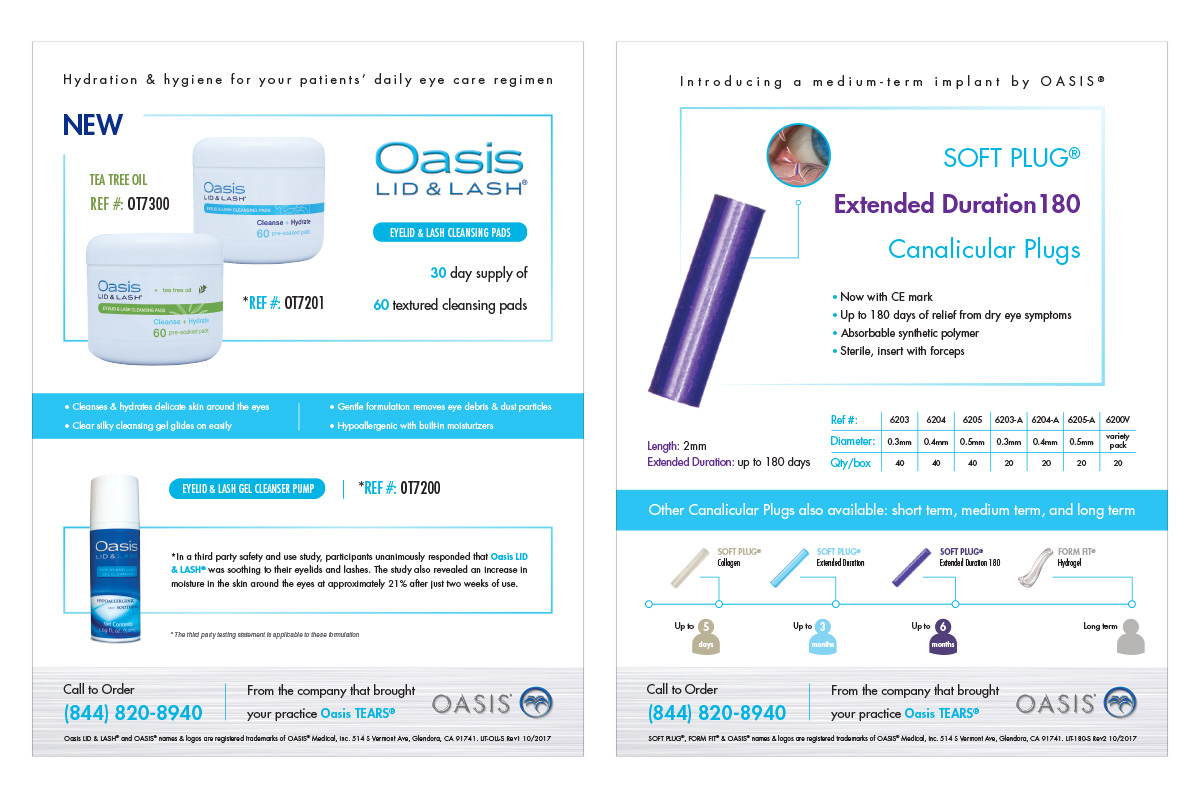 Hydration & hygiene for your patients' daily eye care regimen
NEW
TEA TREE OIL
REF #: OT7300
Oasis
LID & LASH®
EYELID & LASH CLEANSING PADS
Cleanse + Hydrate
60 pre-soaked pads
Oasis
LID & LASH®
+ tea tree oil
EYELID & LASH CLEANSING PADS
Cleanse + Hydrate
60 pre-soaked pads
*REF #: OT7201
Oasis
LID & LASH®
EYELID & LASH CLEANSING PADS
30 day supply of
60 textured cleansing pads
• Cleanses & hydrates delicate skin around the eyes
• Clear silky cleansing gel glides on easily
• Gentle formulation removes eye debris & dust particles
• Hypoallergenic with built-in moisturizers
Oasis
LID & LASH
HYPOALLERGENIC
SOOTHING
Net Contents
EYELID & LASH GEL CLEANSER PUMP
*REF #: OT7200
*In a third party safety and use study, participants unanimously responded that Oasis LID
& LASH® was soothing to their eyelids and lashes. The study also revealed an increase in
moisture in the skin around the eyes at approximately 21% after just two weeks of use.
* The third party testing statement is applicable to these formulation
Call to Order
(844) 820-8940
From the company that brought
your practice Oasis TEARS®
OASIS®
Oasis LID & LASH® and OASIS® names & logos are registered trademarks of OASIS® Medical, Inc. 514 S Vermont Ave, Glendora, CA 91741. LIT-OLL-S Rev1 10/2017
Introducing a medium-term implant by OASIS®
SOFT PLUG®
Extended Duration180
Canalicular Plugs
• Now with CE mark
• Up to 180 days of relief from dry eye symptoms
• Absorbable synthetic polymer
• Sterile, insert with forceps
Length: 2mm
Extended Duration: up to 180 days
Ref #: 6203 6204 6205 6203-A 6204-A 6205-A 6200V
Diameter: 0.3mm 0.4mm 0.5mm 0.3mm 0.4mm 0.5mm variety pack
Qty/box 40 40 40 20 20 20 20
Other Canalicular Plugs also available: short term, medium term, and long term
SOFT PLUG®
Collagen
SOFT PLUG®
Extended Duration
SOFT PLUG®
Extended Duration 180
FORM FIT®
Hydrogel
Up to 5
days
Up to 3
months
Up to 6
months
Long term
Call to Order
(844) 820-8940
From the company that brought
your practice Oasis TEARS®
OASIS®
SOFT PLUG®, FORM FIT® & OASIS® names & logos are registered trademarks of OASIS® Medical, Inc. 514 S Vermont Ave, Glendora, CA 91741. LIT-180-S Rev2 10/2017